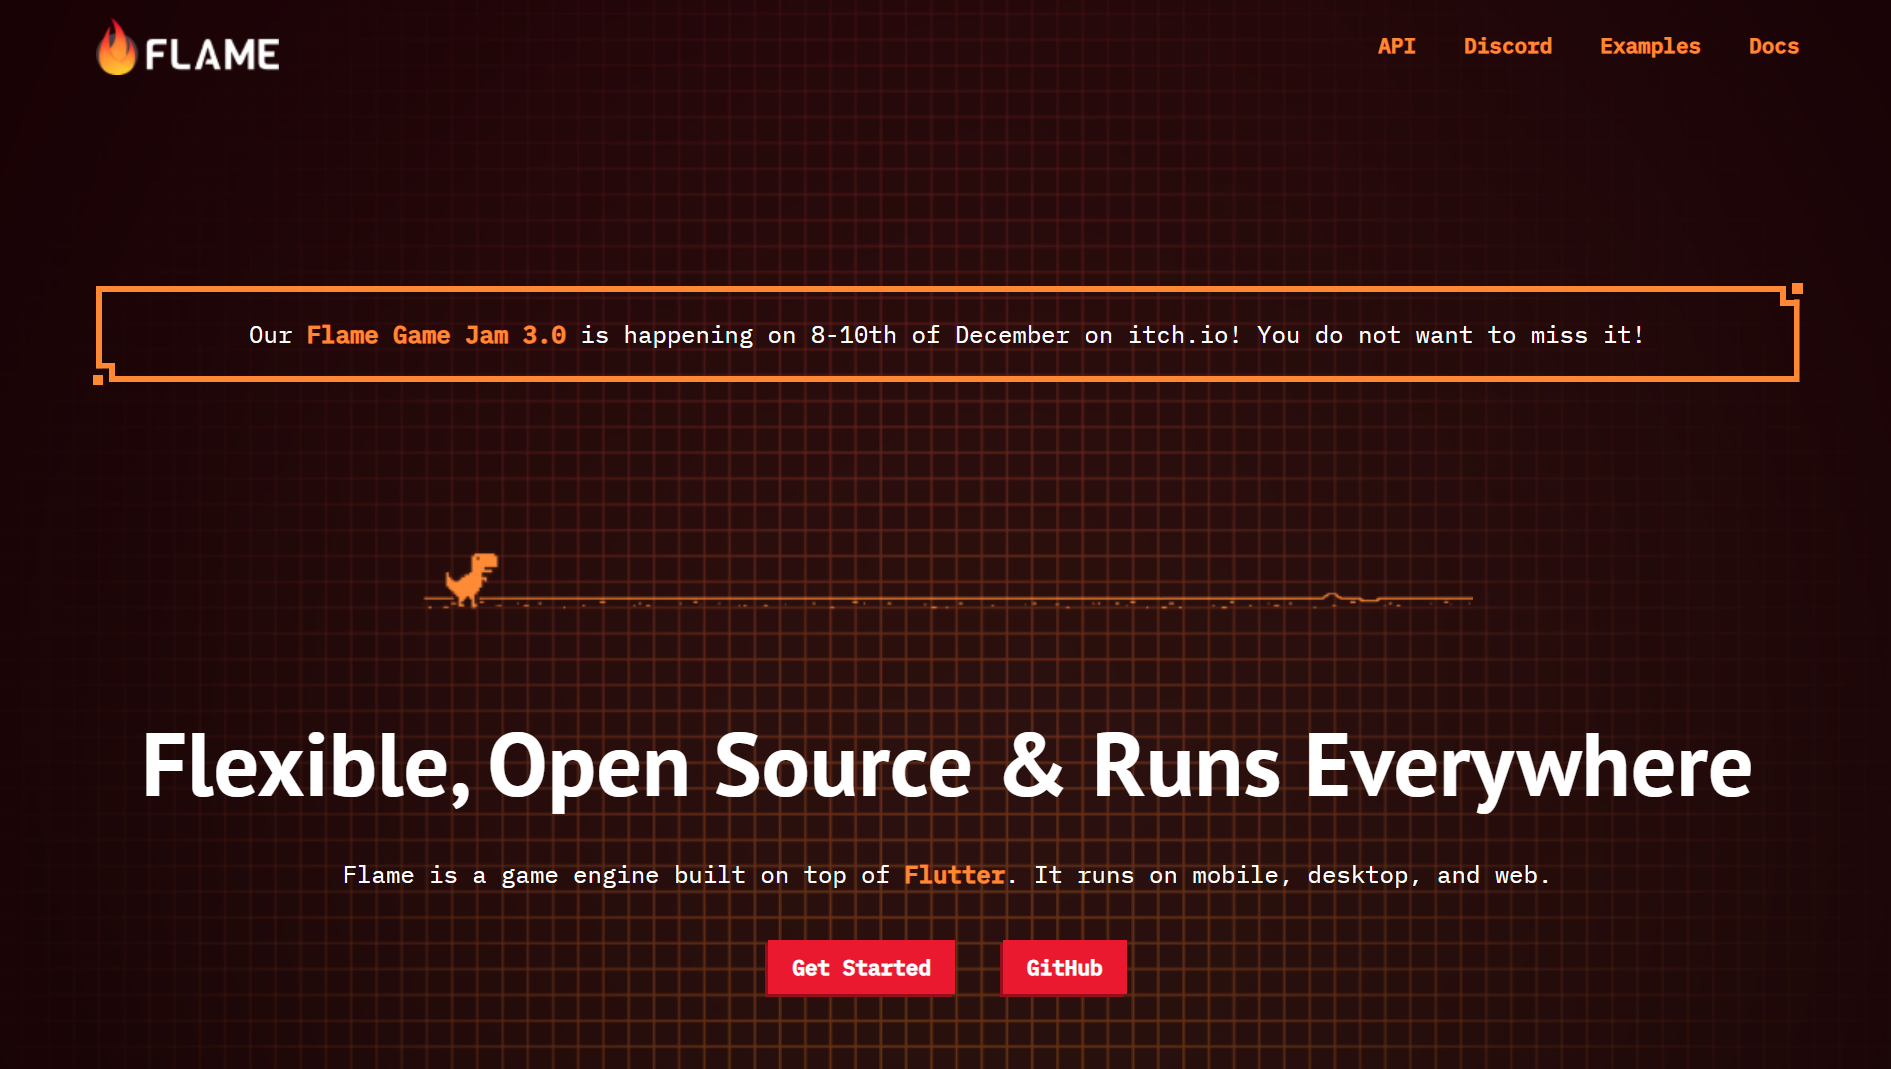 FLAME
API Discord Examples Docs
Our Flame Game Jam 3.0 is happening on 8-10th of December on itch.io! You do not want to miss it!
Flexible, Open Source & Runs Everywhere
Flame is a game engine built on top of Flutter. It runs on mobile, desktop, and web.
Get Started GitHub